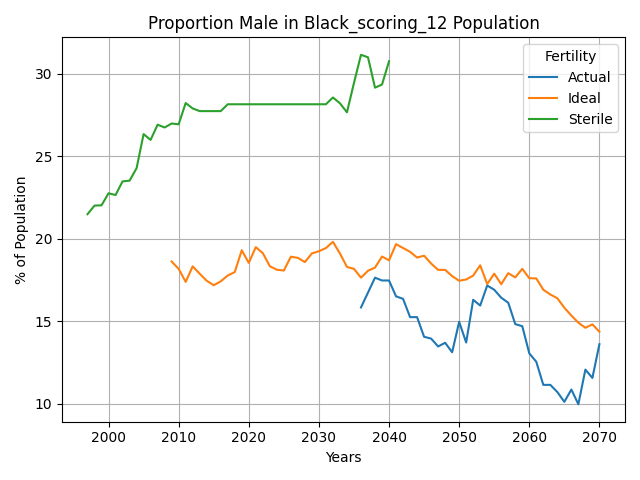 Proportion Male in Black_scoring_12 Population
Fertility
Actual
Ideal
Sterile
% of Population
30
25
20
15
10
2000 2010 2020 2030 2040 2050 2060 2070
Years